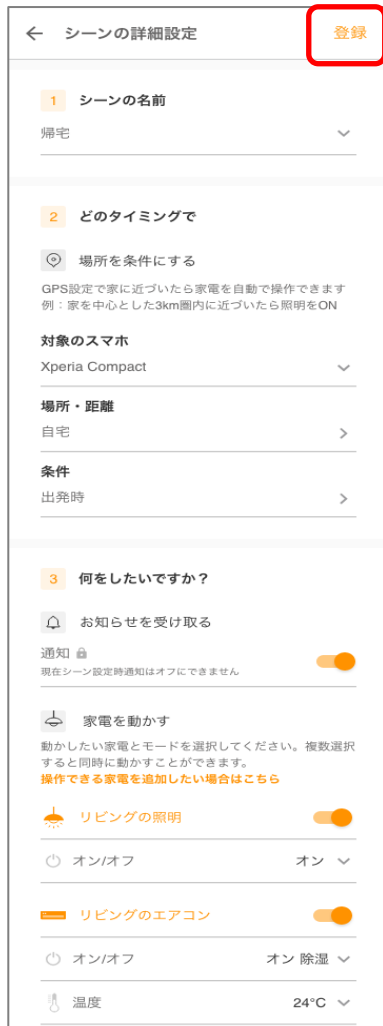 ← シーンの詳細設定 登録
1 シーンの名前
帰宅
2 どのタイミングで
場所を条件にする
GPS設定で家に近づいたら家電を自動で操作できます
例：家を中心とした3km圏内に近づいたら照明をON
対象のスマホ
Xperia Compact
場所・距離
自宅
条件
出発時
3 何をしたいですか？
お知らせを受け取る
通知
現在シーン設定時通知はオフにできません
家電を動かす
動かしたい家電とモードを選択してください。複数選択
すると同時に動かすことができます。
操作できる家電を追加したい場合はこちら
リビングの照明
オン/オフ オン
リビングのエアコン
オン/オフ オン 除湿
温度 24°C